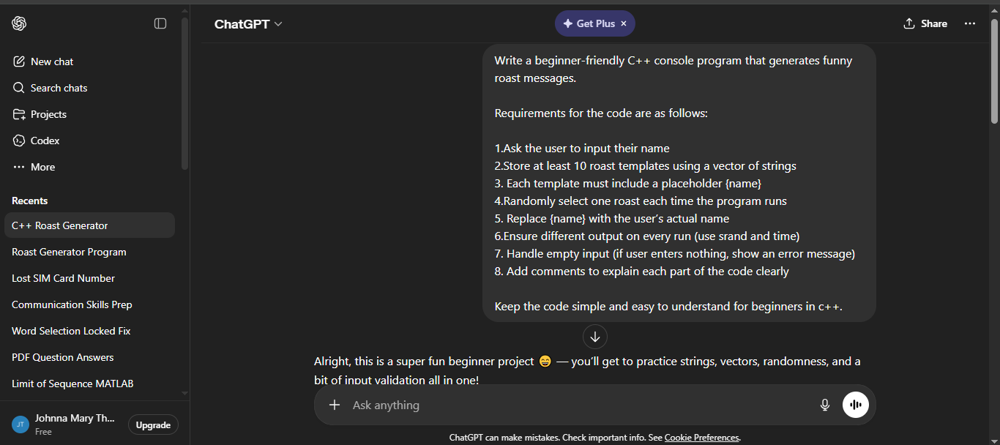 ChatGPT
Get Plus ×
Share
New chat
Search chats
Projects
Codex
More
Recents
C++ Roast Generator
Roast Generator Program
Lost SIM Card Number
Communication Skills Prep
Word Selection Locked Fix
PDF Question Answers
Limit of Sequence MATLAB
JT
Johnna Mary Th...
Free
Upgrade
Write a beginner-friendly C++ console program that generates funny
roast messages.
Requirements for the code are as follows:
1.Ask the user to input their name
2.Store at least 10 roast templates using a vector of strings
3. Each template must include a placeholder {name}
4.Randomly select one roast each time the program runs
5. Replace {name} with the user's actual name
6.Ensure different output on every run (use srand and time)
7. Handle empty input (if user enters nothing, show an error message)
8. Add comments to explain each part of the code clearly
Keep the code simple and easy to understand for beginners in c++.
Alright, this is a super fun beginner project 😄 — you'll get to practice strings, vectors, randomness, and a
bit of input validation all in one!
Ask anything
ChatGPT can make mistakes. Check important info. See Cookie Preferences.